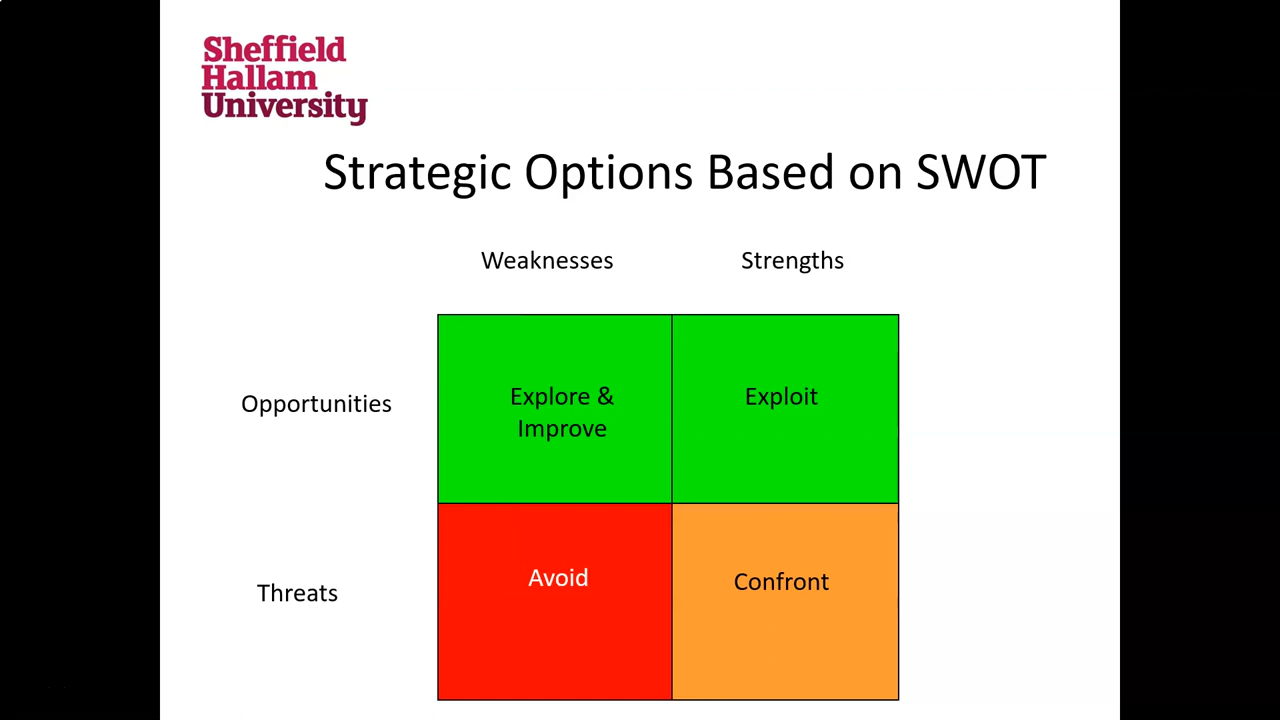 Sheffield
Hallam
University
Strategic Options Based on SWOT
Weaknesses Strengths
Opportunities
Explore &
Improve
Exploit
Threats
Avoid
Confront